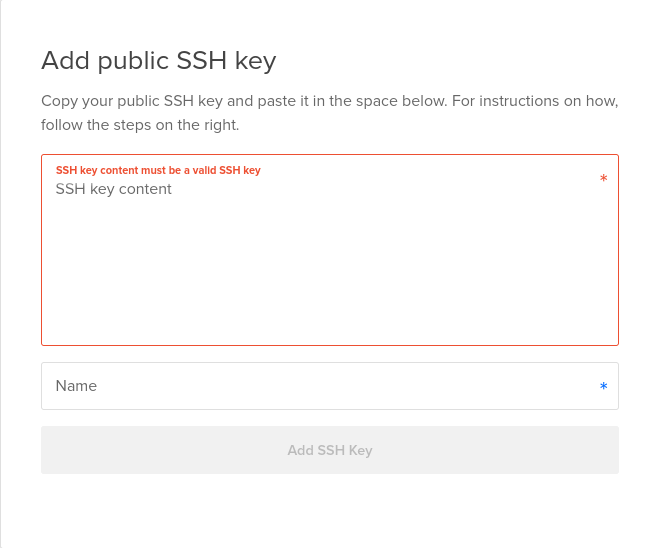 Add public SSH key
Copy your public SSH key and paste it in the space below. For instructions on how,
follow the steps on the right.
SSH key content must be a valid SSH key
SSH key content
*
Name
*
Add SSH Key